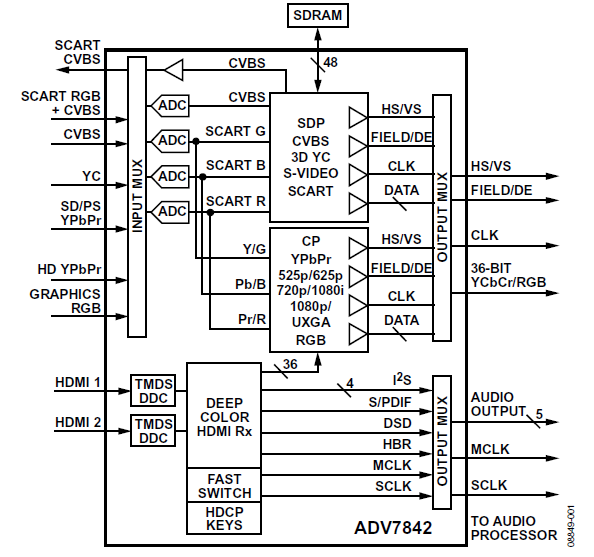 SDRAM
48
SCART
CVBS
SCART RGB
+ CVBS
CVBS
YC
SD/PS
YPbPr
HD YPbPr
GRAPHICS
RGB
INPUT MUX
CVBS
ADC
CVBS
ADC
SCART G
ADC
SCART B
ADC
SCART R
SDP
CVBS
3D YC
S-VIDEO
SCART
HS/VS
FIELD/DE
CLK
DATA
Y/G
Pb/B
Pr/R
CP
YPbPr
525p/625p
720p/1080i
1080p/
UXGA
RGB
HS/VS
FIELD/DE
CLK
DATA
OUTPUT MUX
HS/VS
FIELD/DE
CLK
36-BIT
YCbCr/RGB
HDMI 1
HDMI 2
TMDS
DDC
TMDS
DDC
DEEP
COLOR
HDMI Rx
FAST
SWITCH
HDCP
KEYS
36
4
I2S
S/PDIF
DSD
HBR
MCLK
SCLK
OUTPUT MUX
AUDIO
OUTPUT
5
MCLK
SCLK
TO AUDIO
PROCESSOR
ADV7842
08849-001